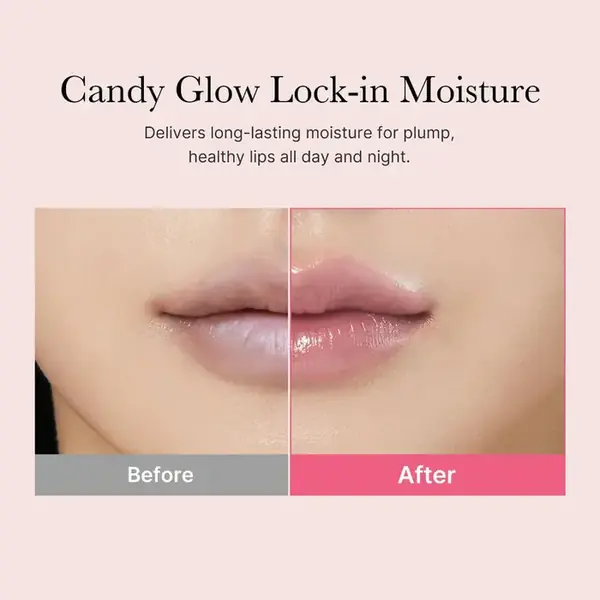 Candy Glow Lock-in Moisture
Delivers long-lasting moisture for plump,
healthy lips all day and night.
Before
After